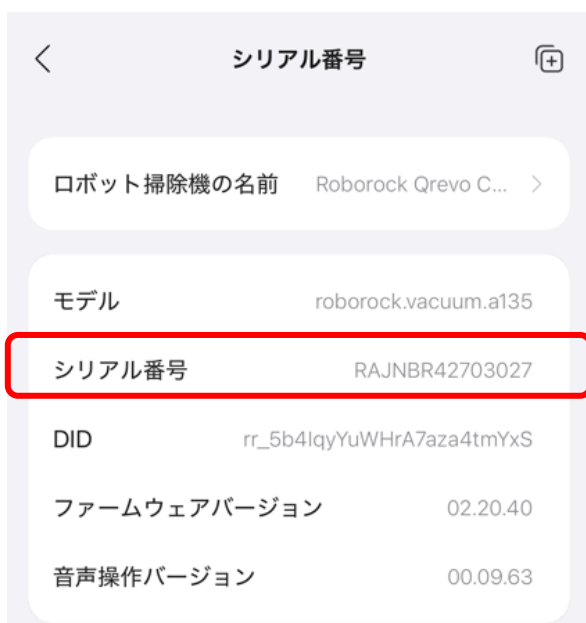 シリアル番号
ロボット掃除機の名前 Roborock Qrevo C...
モデル roborock.vacuum.a135
シリアル番号 RAJNBR42703027
DID rr_5b4IqyYuWHrA7aza4tmYxS
ファームウェアバージョン 02.20.40
音声操作バージョン 00.09.63